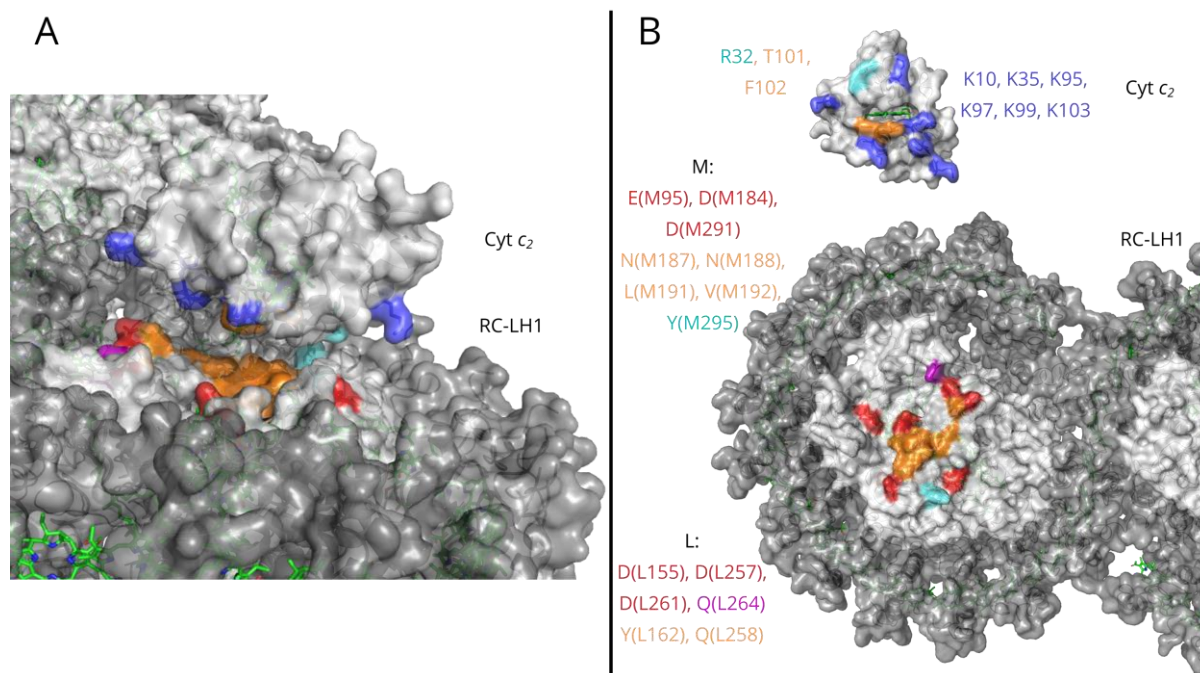 A
Cyt c₂
RC-LH1
B
R32, T101,
F102
K10, K35, K95,
K97, K99, K103
Cyt c₂
M:
E(M95), D(M184),
D(M291)
N(M187), N(M188),
L(M191), V(M192),
Y(M295)
RC-LH1
L:
D(L155), D(L257),
D(L261), Q(L264)
Y(L162), Q(L258)